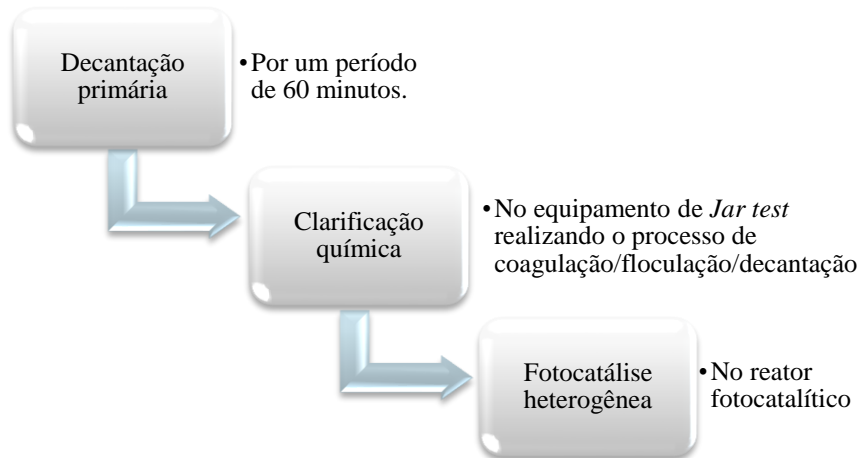 Decantação
primária
•Por um período
de 60 minutos.
Clarificação
química
•No equipamento de Jar test
realizando o processo de
coagulação/floculação/decantação
Fotocatálise
heterogênea
•No reator
fotocatalítico